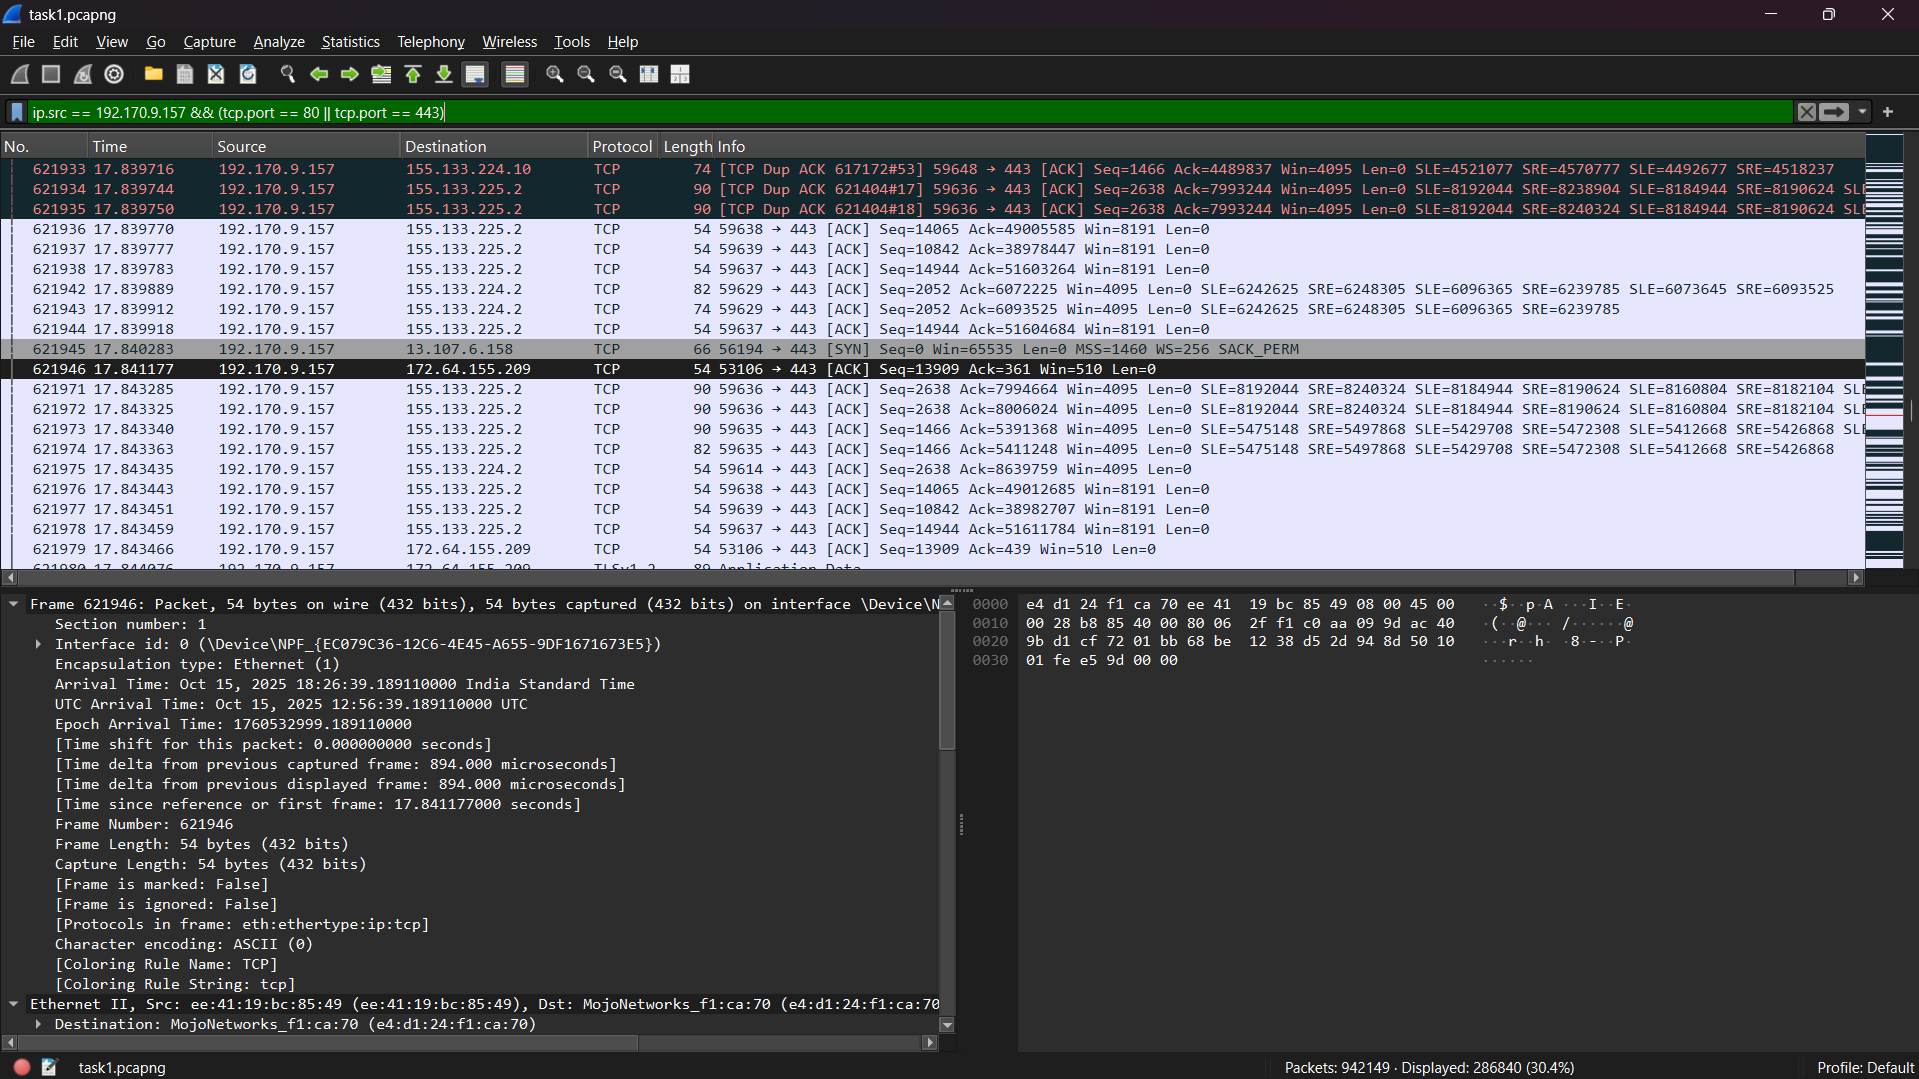 task1.pcapng
File Edit View Go Capture Analyze Statistics Telephony Wireless Tools Help
ip.src == 192.170.9.157 && (tcp.port == 80 || tcp.port == 443)
No. Time Source Destination Protocol Length Info
621933 17.839716 192.170.9.157 155.133.224.10 TCP 74 [TCP Dup ACK 617172#53] 59648 → 443 [ACK] Seq=1466 Ack=4489837 Win=4095 Len=0 SLE=4521077 SRE=4570777 SLE=4492677 SRE=4518237
621934 17.839744 192.170.9.157 155.133.225.2 TCP 90 [TCP Dup ACK 621404#17] 59636 → 443 [ACK] Seq=2638 Ack=7993244 Win=4095 Len=0 SLE=8192044 SRE=8238904 SLE=8184944 SRE=8190624 SLE
621935 17.839750 192.170.9.157 155.133.225.2 TCP 90 [TCP Dup ACK 621404#18] 59636 → 443 [ACK] Seq=2638 Ack=7993244 Win=4095 Len=0 SLE=8192044 SRE=8240324 SLE=8184944 SRE=8190624 SLE
621936 17.839770 192.170.9.157 155.133.225.2 TCP 54 59638 → 443 [ACK] Seq=14065 Ack=49005585 Win=8191 Len=0
621937 17.839777 192.170.9.157 155.133.225.2 TCP 54 59639 → 443 [ACK] Seq=10842 Ack=38978447 Win=8191 Len=0
621938 17.839783 192.170.9.157 155.133.225.2 TCP 54 59637 → 443 [ACK] Seq=14944 Ack=51603264 Win=8191 Len=0
621942 17.839889 192.170.9.157 155.133.224.2 TCP 82 59629 → 443 [ACK] Seq=2052 Ack=6072225 Win=4095 Len=0 SLE=6242625 SRE=6248305 SLE=6096365 SRE=6239785 SLE=6073645 SRE=6093525
621943 17.839912 192.170.9.157 155.133.224.2 TCP 74 59629 → 443 [ACK] Seq=2052 Ack=6093525 Win=4095 Len=0 SLE=6242625 SRE=6248305 SLE=6096365 SRE=6239785
621944 17.839918 192.170.9.157 155.133.225.2 TCP 54 59637 → 443 [ACK] Seq=14944 Ack=51604684 Win=8191 Len=0
621945 17.840283 192.170.9.157 13.107.6.158 TCP 66 56194 → 443 [SYN] Seq=0 Win=65535 Len=0 MSS=1460 WS=256 SACK_PERM
621946 17.841177 192.170.9.157 172.64.155.209 TCP 54 53106 → 443 [ACK] Seq=13909 Ack=361 Win=510 Len=0
621971 17.843285 192.170.9.157 155.133.225.2 TCP 90 59636 → 443 [ACK] Seq=2638 Ack=7994664 Win=4095 Len=0 SLE=8192044 SRE=8240324 SLE=8184944 SRE=8190624 SLE=8160804 SRE=8182104 SLE
621972 17.843325 192.170.9.157 155.133.225.2 TCP 90 59636 → 443 [ACK] Seq=2638 Ack=8006024 Win=4095 Len=0 SLE=8192044 SRE=8240324 SLE=8184944 SRE=8190624 SLE=8160804 SRE=8182104 SLE
621973 17.843340 192.170.9.157 155.133.225.2 TCP 90 59635 → 443 [ACK] Seq=1466 Ack=5391368 Win=4095 Len=0 SLE=5475148 SRE=5497868 SLE=5429708 SRE=5472308 SLE=5412668 SRE=5426868 SLE
621974 17.843363 192.170.9.157 155.133.225.2 TCP 82 59635 → 443 [ACK] Seq=1466 Ack=5411248 Win=4095 Len=0 SLE=5475148 SRE=5497868 SLE=5429708 SRE=5472308 SLE=5412668 SRE=5426868
621975 17.843435 192.170.9.157 155.133.224.2 TCP 54 59614 → 443 [ACK] Seq=2638 Ack=8639759 Win=4095 Len=0
621976 17.843443 192.170.9.157 155.133.225.2 TCP 54 59638 → 443 [ACK] Seq=14065 Ack=49012685 Win=8191 Len=0
621977 17.843451 192.170.9.157 155.133.225.2 TCP 54 59639 → 443 [ACK] Seq=10842 Ack=38982707 Win=8191 Len=0
621978 17.843459 192.170.9.157 155.133.225.2 TCP 54 59637 → 443 [ACK] Seq=14944 Ack=51611784 Win=8191 Len=0
621979 17.843466 192.170.9.157 172.64.155.209 TCP 54 53106 → 443 [ACK] Seq=13909 Ack=439 Win=510 Len=0
621980 17.844076 192.170.9.157 172.64.155.209 TLSv1.2 89 Application Data
Frame 621946: Packet, 54 bytes on wire (432 bits), 54 bytes captured (432 bits) on interface \Device\N
Section number: 1
Interface id: 0 (\Device\NPF_{EC079C36-12C6-4E45-A655-9DF1671673E5})
Encapsulation type: Ethernet (1)
Arrival Time: Oct 15, 2025 18:26:39.189110000 India Standard Time
UTC Arrival Time: Oct 15, 2025 12:56:39.189110000 UTC
Epoch Arrival Time: 1760532999.189110000
[Time shift for this packet: 0.000000000 seconds]
[Time delta from previous captured frame: 894.000 microseconds]
[Time delta from previous displayed frame: 894.000 microseconds]
[Time since reference or first frame: 17.841177000 seconds]
Frame Number: 621946
Frame Length: 54 bytes (432 bits)
Capture Length: 54 bytes (432 bits)
[Frame is marked: False]
[Frame is ignored: False]
[Protocols in frame: eth:ethertype:ip:tcp]
Character encoding: ASCII (0)
[Coloring Rule Name: TCP]
[Coloring Rule String: tcp]
Ethernet II, Src: ee:41:19:bc:85:49 (ee:41:19:bc:85:49), Dst: MojoNetworks_f1:ca:70 (e4:d1:24:f1:ca:70
Destination: MojoNetworks_f1:ca:70 (e4:d1:24:f1:ca:70)
0000 e4 d1 24 f1 ca 70 ee 41 19 bc 85 49 08 00 45 00 ··$··p·A ···I··E·
0010 00 28 b8 85 40 00 80 06 2f f1 c0 aa 09 9d ac 40 ·(··@··· /······@
0020 9b d1 cf 72 01 bb 68 be 12 38 d5 2d 94 8d 50 10 ···r··h· ·8·-··P·
0030 01 fe e5 9d 00 00 ······
task1.pcapng
Packets: 942149 · Displayed: 286840 (30.4%)
Profile: Default